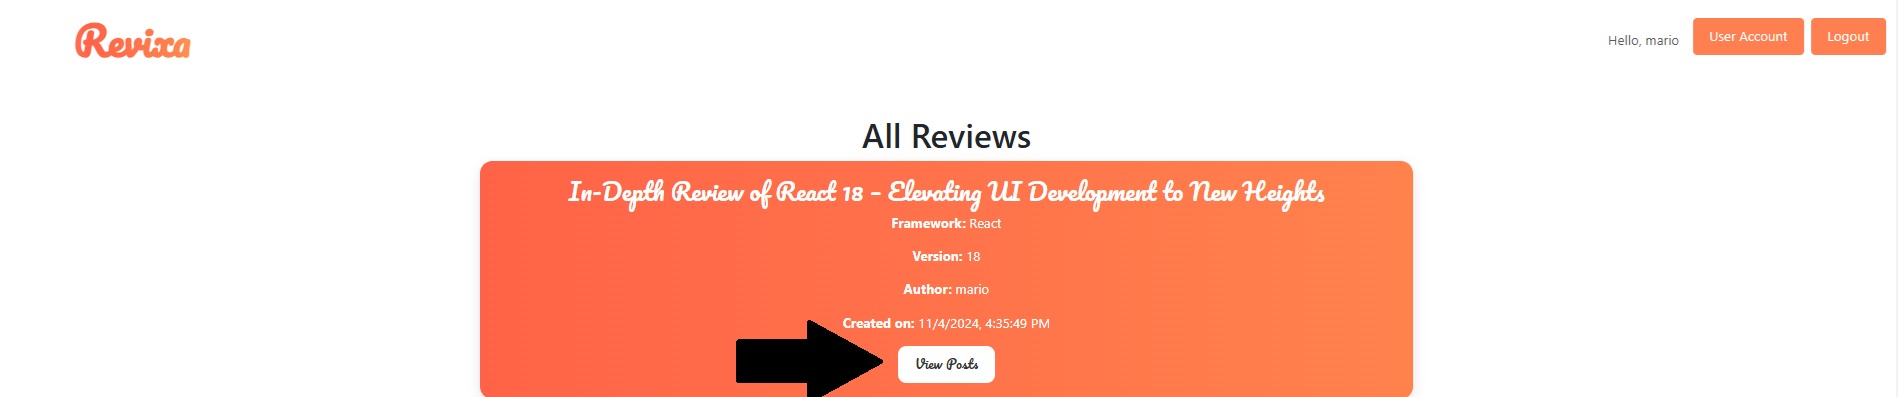 Revixa
Hello, mario
User Account
Logout
All Reviews
In-Depth Review of React 18 – Elevating UI Development to New Heights
Framework: React
Version: 18
Author: mario
Created on: 11/4/2024, 4:35:49 PM
View Posts